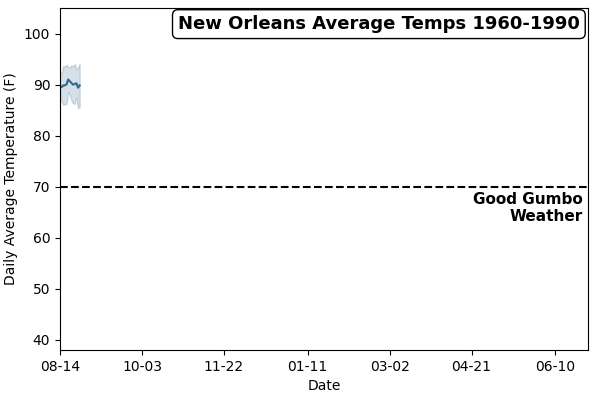 New Orleans Average Temps 1960-1990
Daily Average Temperature (F)
100
90
80
70
60
50
40
Good Gumbo
Weather
08-14
10-03
11-22
01-11
03-02
04-21
06-10
Date